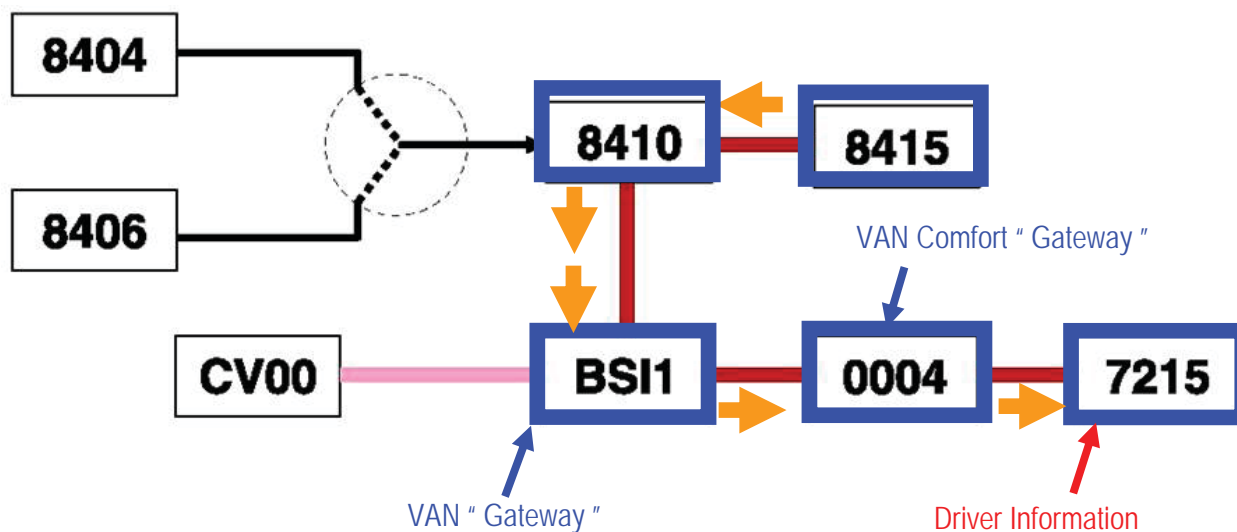 8404
8410
8415
8406
VAN Comfort “ Gateway ”
CV00
BSI1
0004
7215
VAN “ Gateway ”
Driver Information